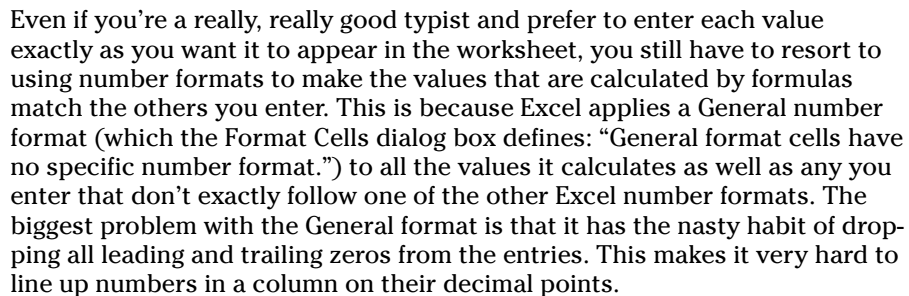 Even if you’re a really, really good typist and prefer to enter each value
exactly as you want it to appear in the worksheet, you still have to resort to
using number formats to make the values that are calculated by formulas
match the others you enter. This is because Excel applies a General number
format (which the Format Cells dialog box defines: “General format cells have
no specific number format.”) to all the values it calculates as well as any you
enter that don’t exactly follow one of the other Excel number formats. The
biggest problem with the General format is that it has the nasty habit of drop-
ping all leading and trailing zeros from the entries. This makes it very hard to
line up numbers in a column on their decimal points.